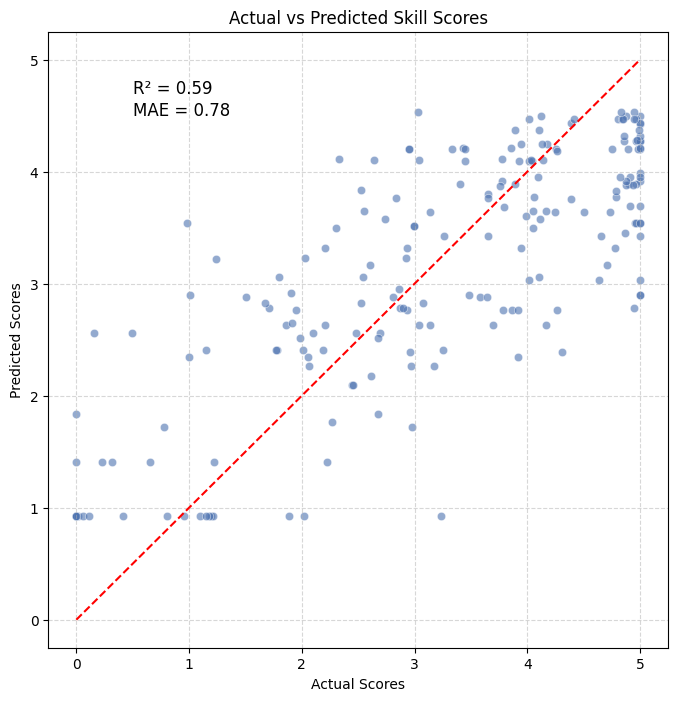 Actual vs Predicted Skill Scores
R² = 0.59
MAE = 0.78
Predicted Scores
5
4
3
2
1
0
0 1 2 3 4 5
Actual Scores